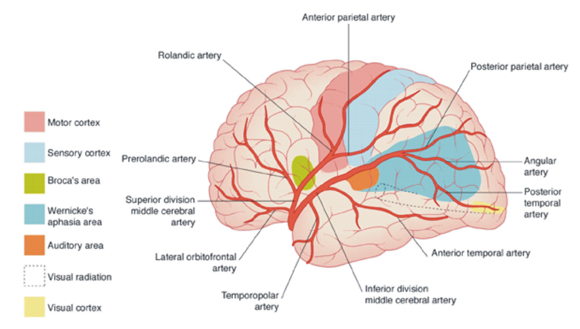 Anterior parietal artery
Rolandic artery
Posterior parietal artery
Motor cortex
Sensory cortex
Prerolandic artery
Angular
artery
Broca's area
Posterior
temporal
artery
Superior division
middle cerebral
artery
Wernicke's
aphasia area
Auditory area
Anterior temporal artery
Lateral orbitofrontal
artery
Visual radiation
Inferior division
middle cerebral artery
Temporopolar
artery
Visual cortex